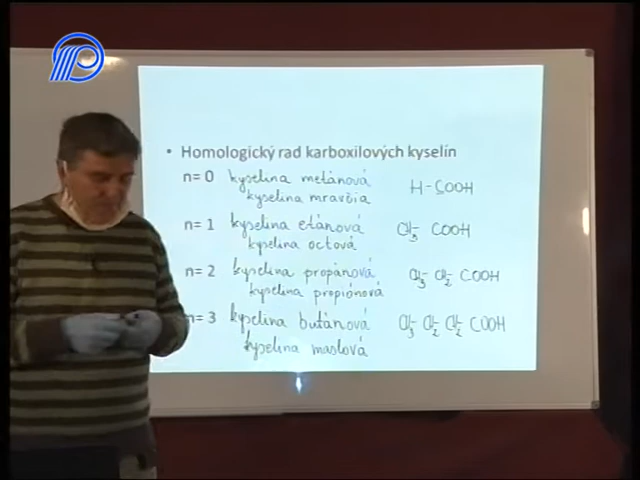 • Homologický rad karboxilových kyselín
n= 0 kyselina metánová H-COOH
kyselina mravčia
n= 1 kyselina etánová CH3- COOH
kyselina octová
n= 2 kyselina propánová CH3- CH2- COOH
kyselina propiónová
n= 3 kyselina butánová CH3- CH2- CH2- COOH
kyselina maslová